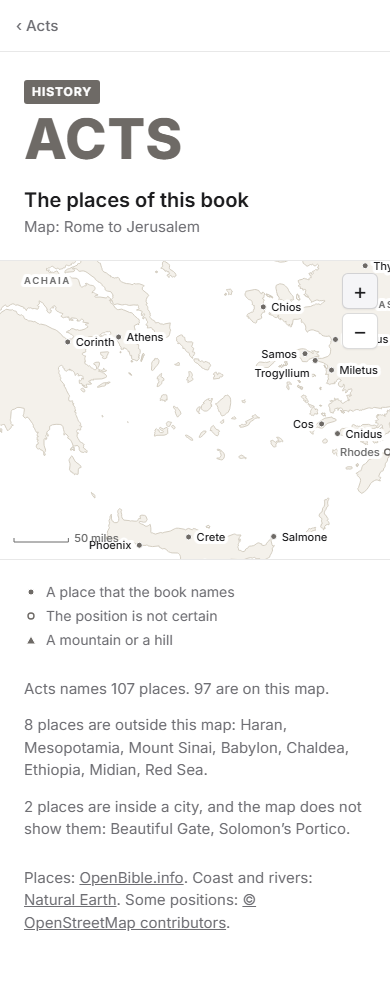 ‹ Acts
HISTORY
ACTS
The places of this book
Map: Rome to Jerusalem
ACHAIA
Thy
+
AS
Chios
Corinth
Athens
−
us
Samos
Trogyllium
Miletus
Cos
Cnidus
Rhodes
50 miles
Phoenix
Crete
Salmone
A place that the book names
The position is not certain
A mountain or a hill
Acts names 107 places. 97 are on this map.
8 places are outside this map: Haran,
Mesopotamia, Mount Sinai, Babylon, Chaldea,
Ethiopia, Midian, Red Sea.
2 places are inside a city, and the map does not
show them: Beautiful Gate, Solomon’s Portico.
Places: OpenBible.info. Coast and rivers:
Natural Earth. Some positions: ©
OpenStreetMap contributors.